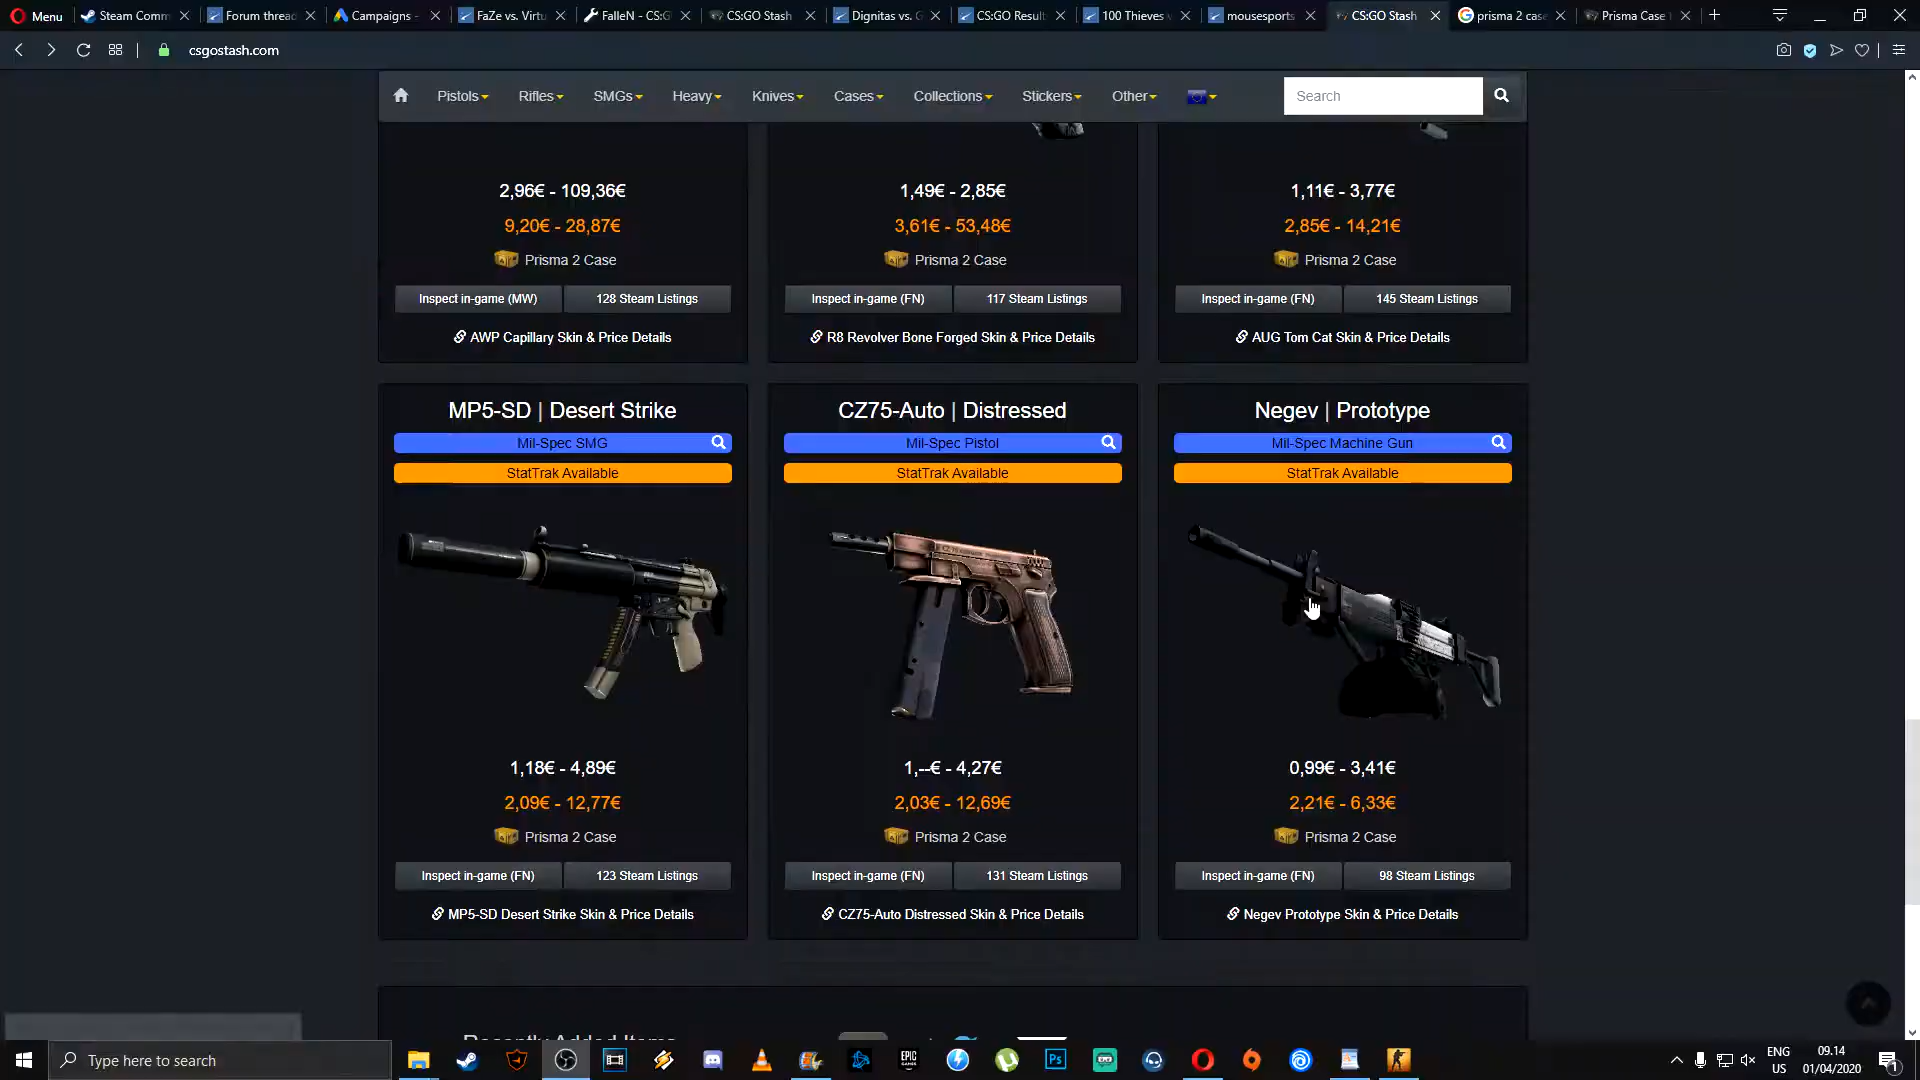 Menu
Steam Comm
Forum threa
Campaigns -
FaZe vs. Virtu
FalleN - CS:G
CS:GO Stash
Dignitas vs. G
CS:GO Resul
100 Thieves v
mousesports
CS:GO Stash
prisma 2 case
Prisma Case
csgostash.com
Pistols
Rifles
SMGs
Heavy
Knives
Cases
Collections
Stickers
Other
Search
2,96€ - 109,36€
9,20€ - 28,87€
Prisma 2 Case
Inspect in-game (MW)
128 Steam Listings
AWP Capillary Skin & Price Details
1,49€ - 2,85€
3,61€ - 53,48€
Prisma 2 Case
Inspect in-game (FN)
117 Steam Listings
R8 Revolver Bone Forged Skin & Price Details
1,11€ - 3,77€
2,85€ - 14,21€
Prisma 2 Case
Inspect in-game (FN)
145 Steam Listings
AUG Tom Cat Skin & Price Details
MP5-SD | Desert Strike
Mil-Spec SMG
StatTrak Available
1,18€ - 4,89€
2,09€ - 12,77€
Prisma 2 Case
Inspect in-game (FN)
123 Steam Listings
MP5-SD Desert Strike Skin & Price Details
CZ75-Auto | Distressed
Mil-Spec Pistol
StatTrak Available
1,--€ - 4,27€
2,03€ - 12,69€
Prisma 2 Case
Inspect in-game (FN)
131 Steam Listings
CZ75-Auto Distressed Skin & Price Details
Negev | Prototype
Mil-Spec Machine Gun
StatTrak Available
0,99€ - 3,41€
2,21€ - 6,33€
Prisma 2 Case
Inspect in-game (FN)
98 Steam Listings
Negev Prototype Skin & Price Details
Recently Added Items
Type here to search
EPIC
Ps
ENG
US
09.14
01/04/2020
1